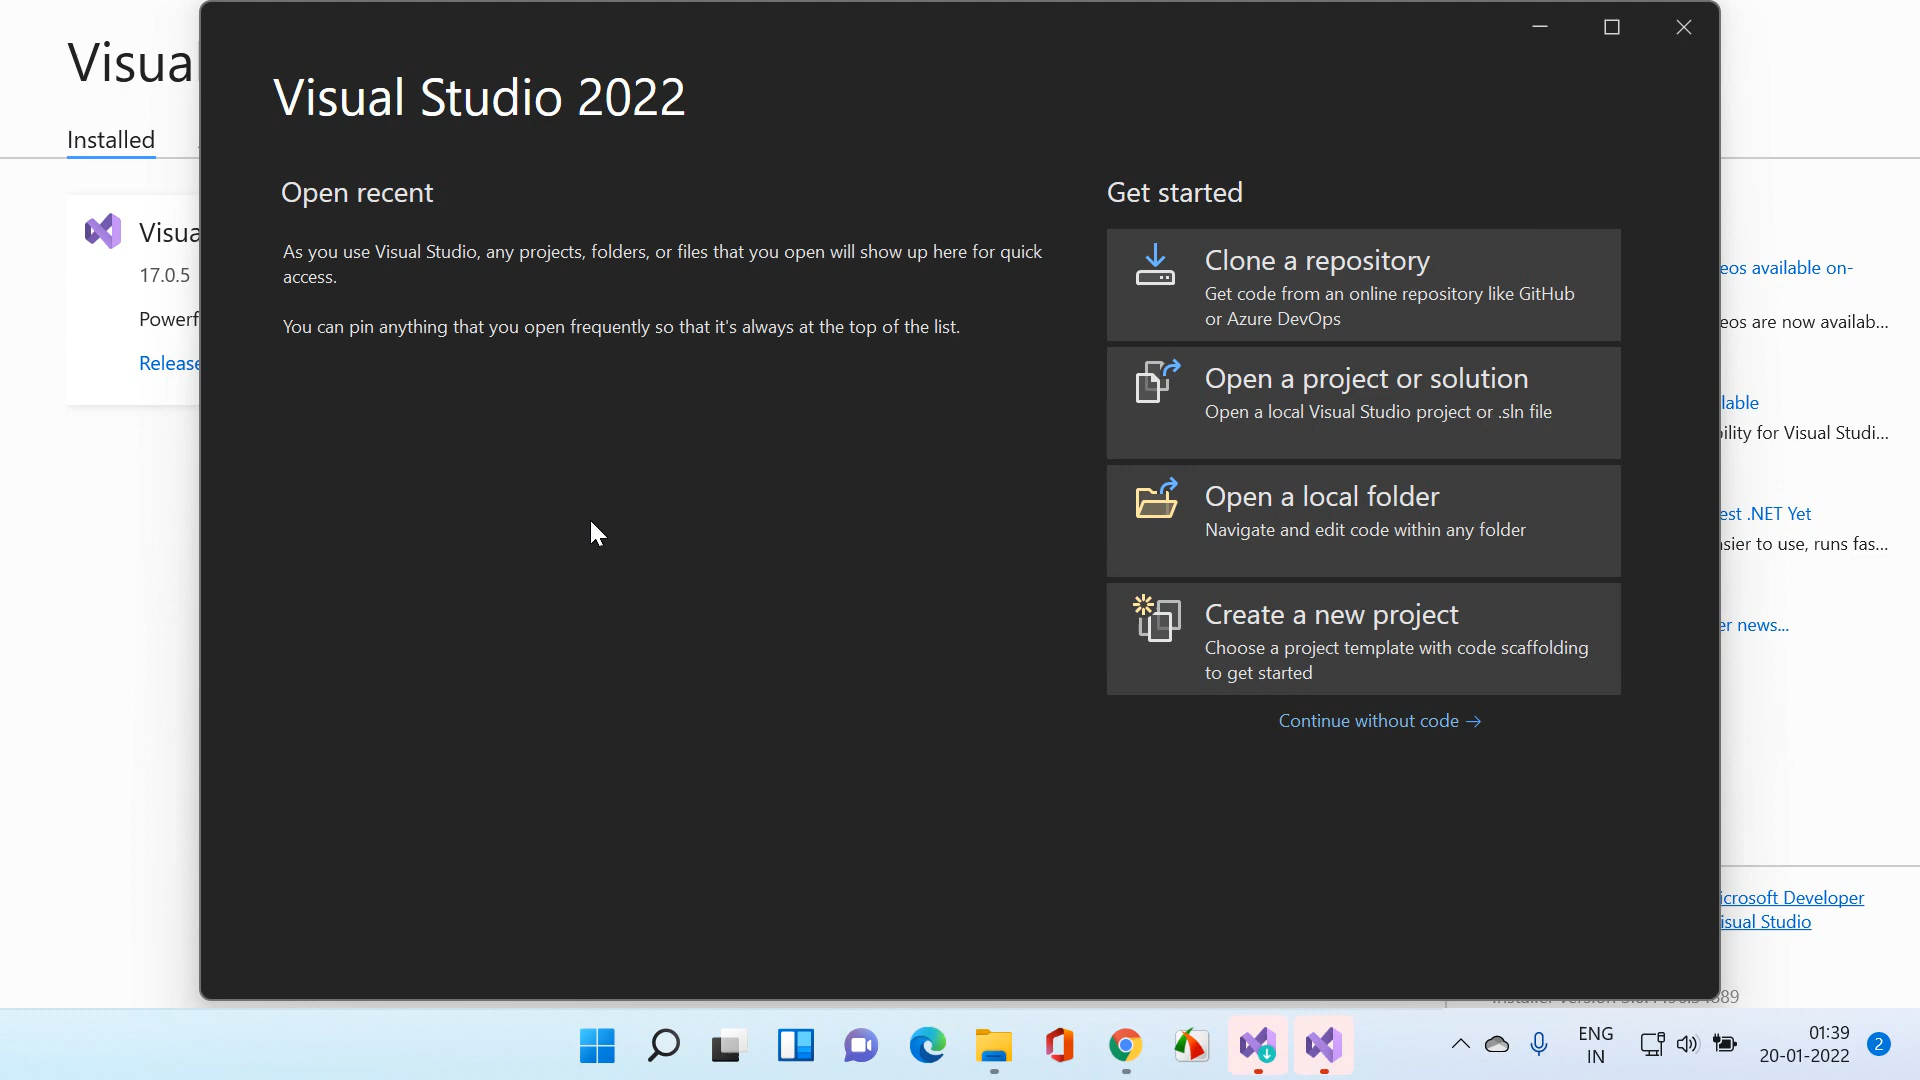 Visual Studio 2022
Open recent
As you use Visual Studio, any projects, folders, or files that you open will show up here for quick
access.
You can pin anything that you open frequently so that it's always at the top of the list.
Get started
Clone a repository
Get code from an online repository like GitHub
or Azure DevOps
Open a project or solution
Open a local Visual Studio project or .sln file
Open a local folder
Navigate and edit code within any folder
Create a new project
Choose a project template with code scaffolding
to get started
Continue without code →
Visua
Installed
Visua
17.0.5
Powerf
Release
eos available on-
eos are now availab...
lable
ility for Visual Studi...
est .NET Yet
sier to use, runs fas...
er news...
icrosoft Developer
isual Studio
ENG
IN
01:39
20-01-2022
2